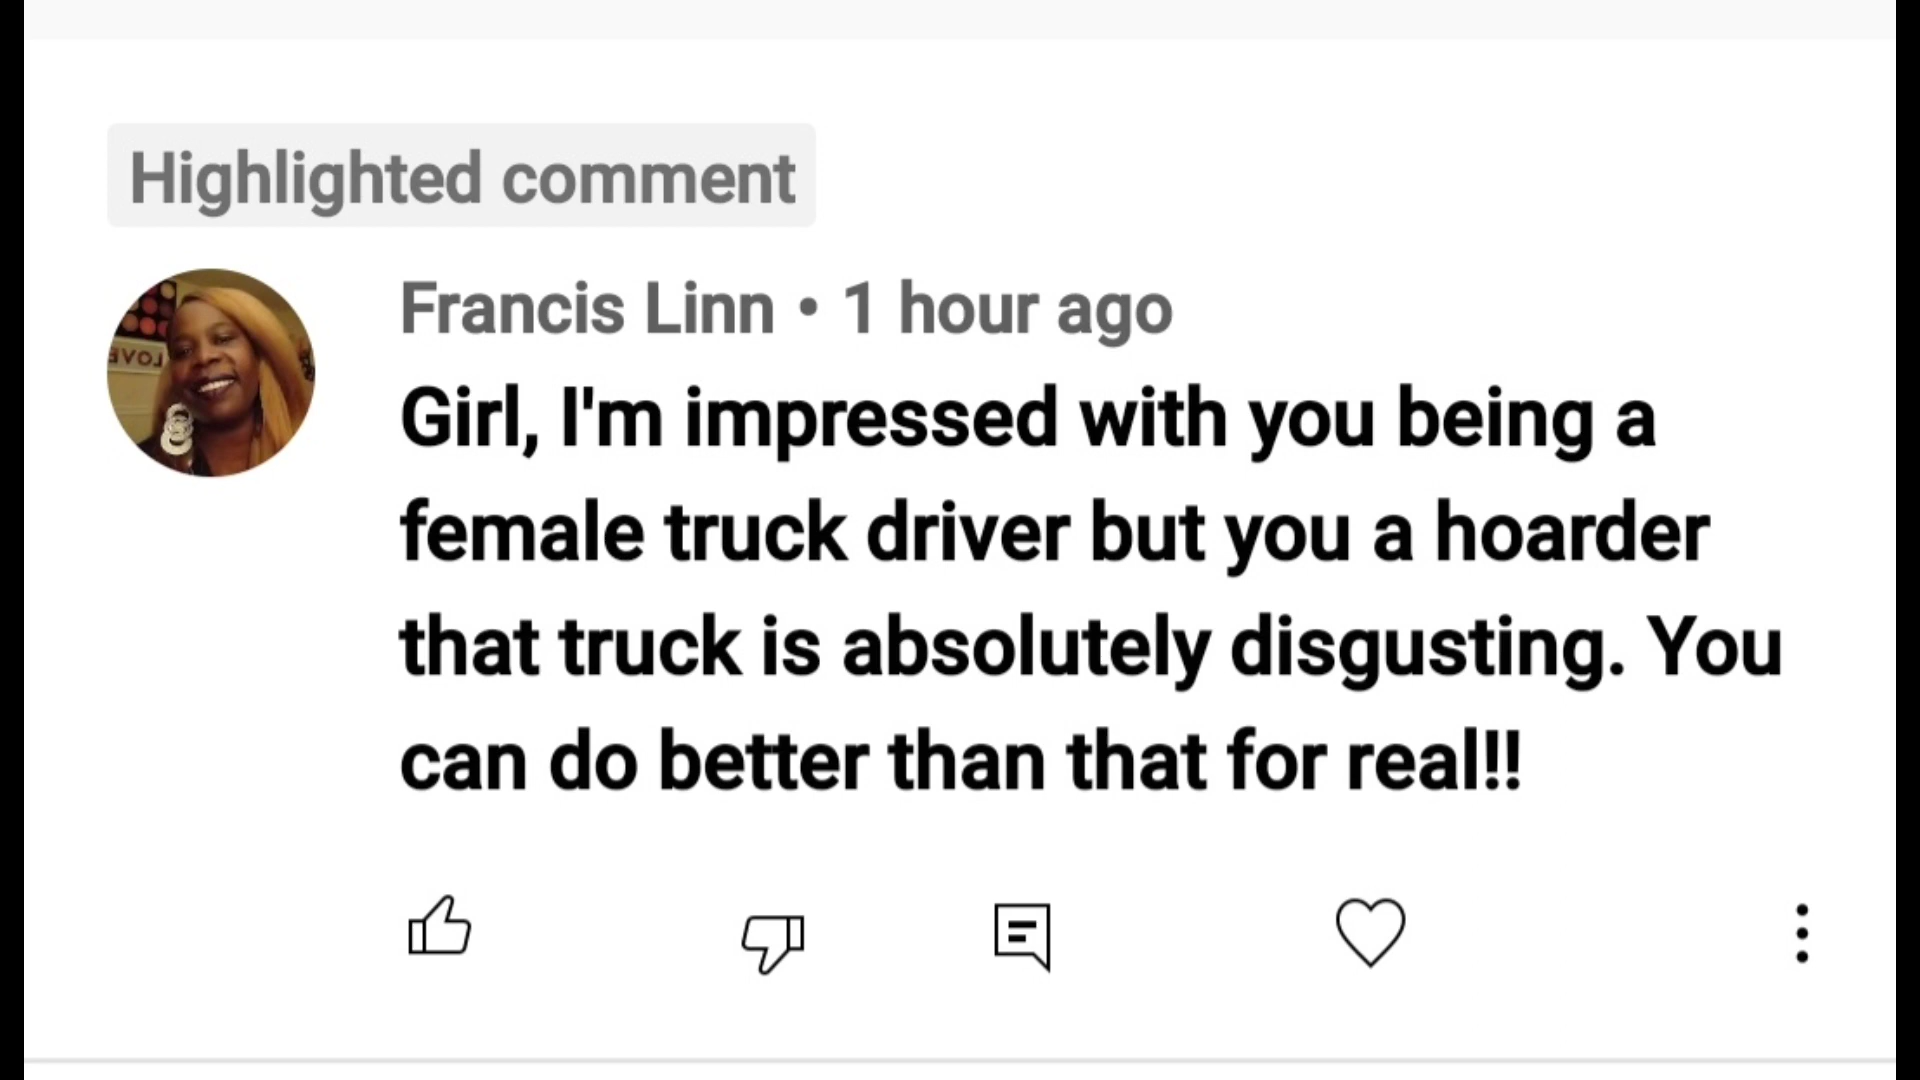 Highlighted comment
Francis Linn • 1 hour ago
Girl, I'm impressed with you being a
female truck driver but you a hoarder
that truck is absolutely disgusting. You
can do better than that for real!!